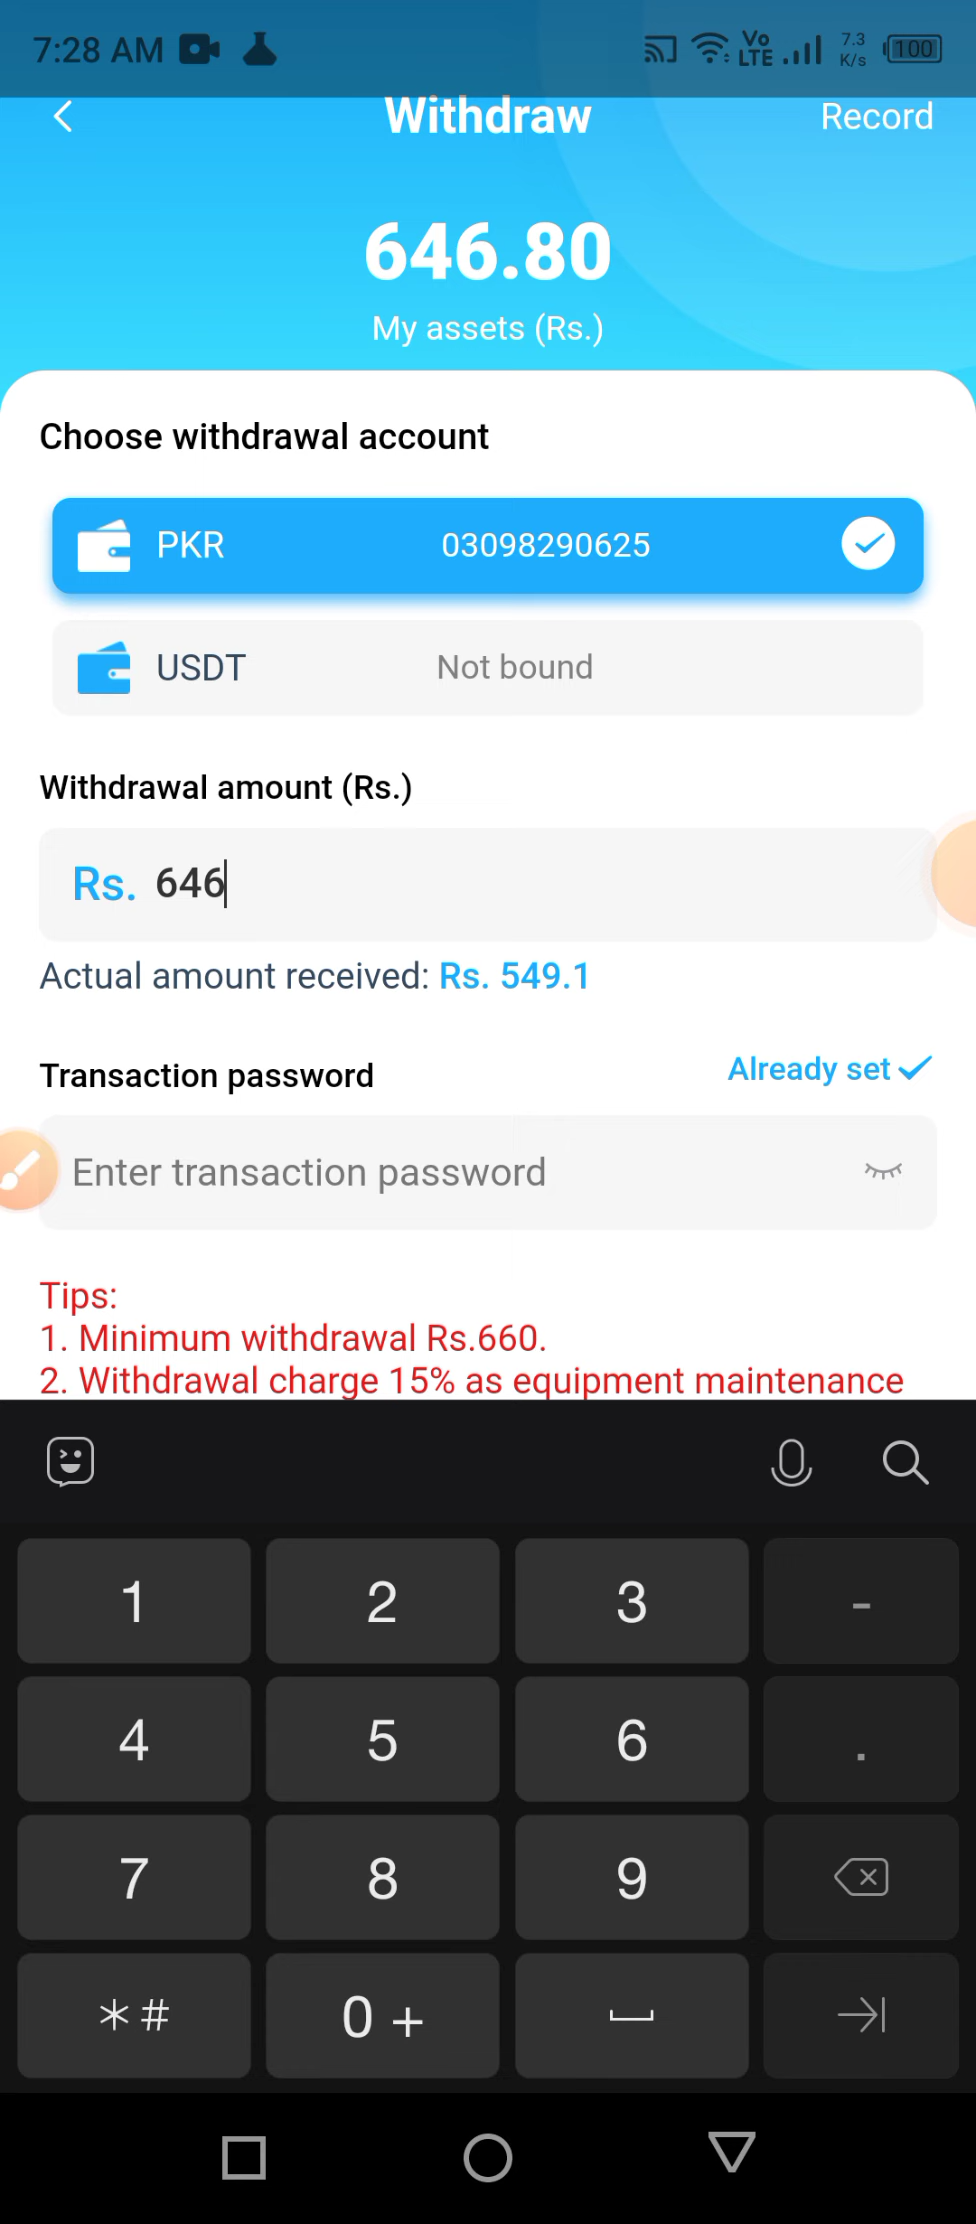 7:28 AM Vo LTE 7.3 K/s 100
Withdraw Record
646.80
My assets (Rs.)
Choose withdrawal account
PKR 03098290625
USDT Not bound
Withdrawal amount (Rs.)
Rs. 646
Actual amount received: Rs. 549.1
Transaction password Already set
Enter transaction password
Tips:
1. Minimum withdrawal Rs.660.
2. Withdrawal charge 15% as equipment maintenance
1 2 3 -
4 5 6 .
7 8 9
*# 0 +